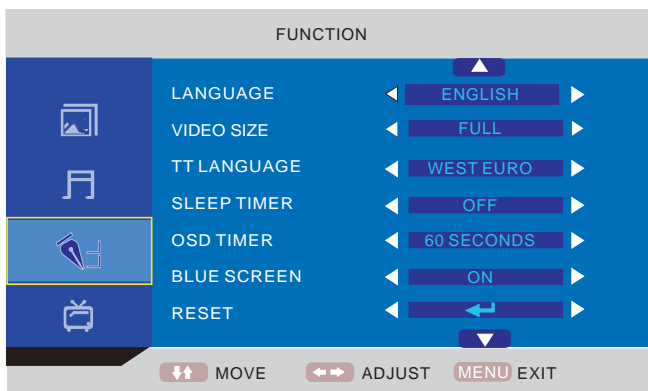 FUNCTION
LANGUAGE ENGLISH
VIDEO SIZE FULL
TT LANGUAGE WEST EURO
SLEEP TIMER OFF
OSD TIMER 60 SECONDS
BLUE SCREEN ON
RESET
MOVE ADJUST MENU EXIT